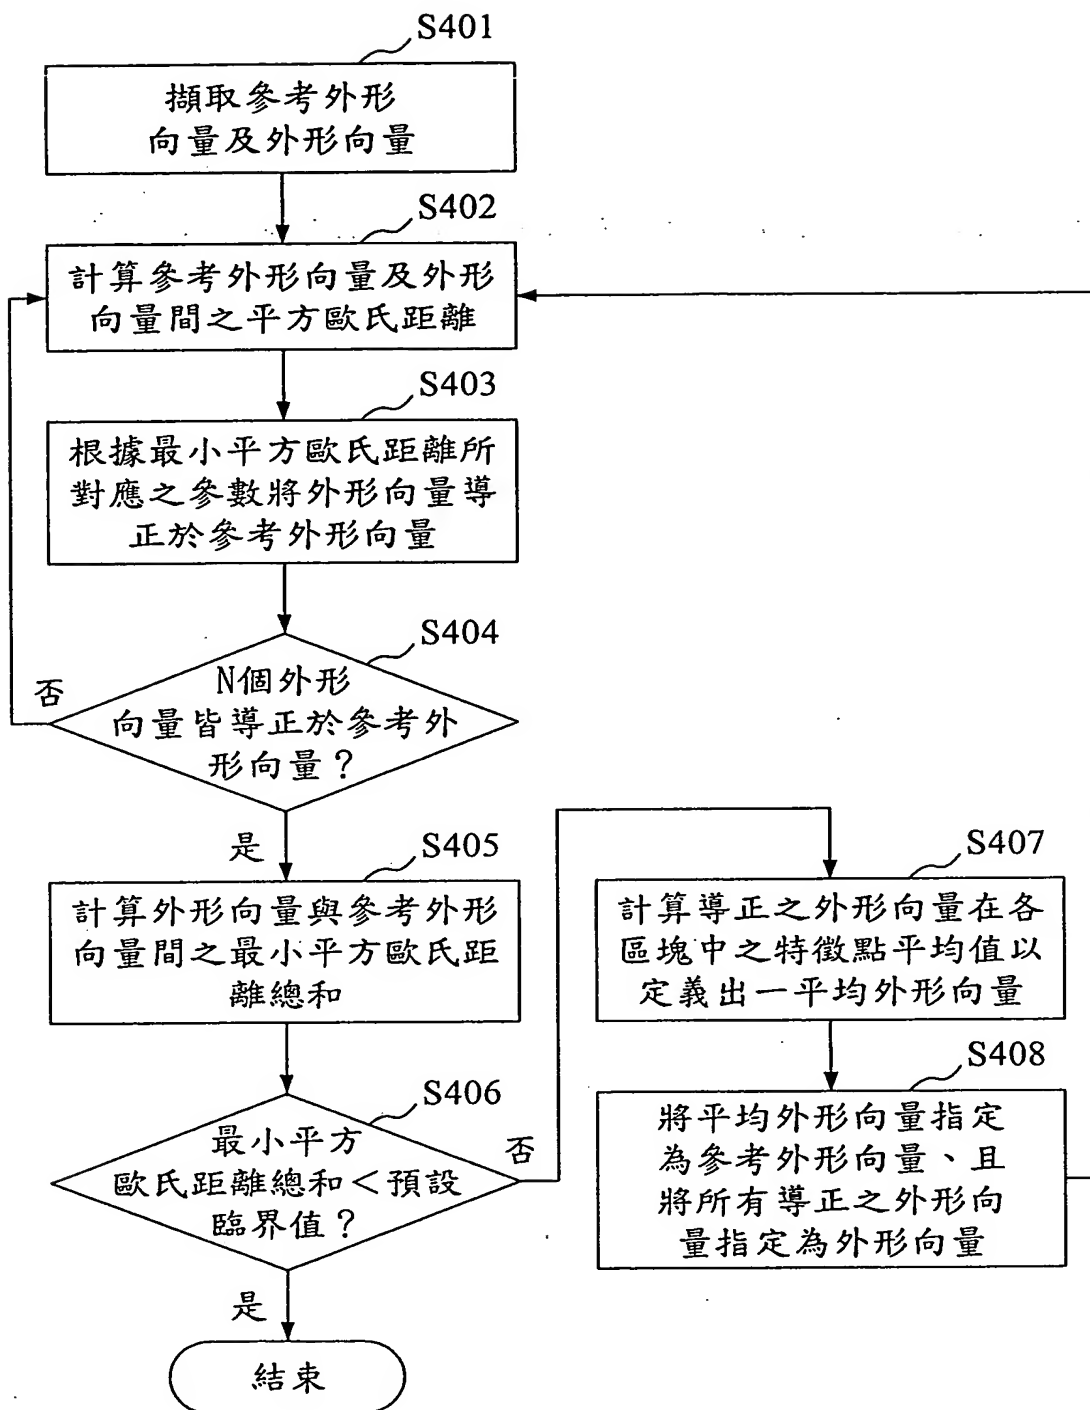 S401
擷取參考外形
向量及外形向量
S402
計算參考外形向量及外形
向量間之平方歐氏距離
S403
根據最小平方歐氏距離所
對應之參數將外形向量導
正於參考外形向量
S404
N個外形
向量皆導正於參考外
形向量？
否
是
S405
計算外形向量與參考外形
向量間之最小平方歐氏距
離總和
S406
最小平方
歐氏距離總和＜預設
臨界值？
否
是
結束
S407
計算導正之外形向量在各
區塊中之特徵點平均值以
定義出一平均外形向量
S408
將平均外形向量指定
為參考外形向量、且
將所有導正之外形向
量指定為外形向量